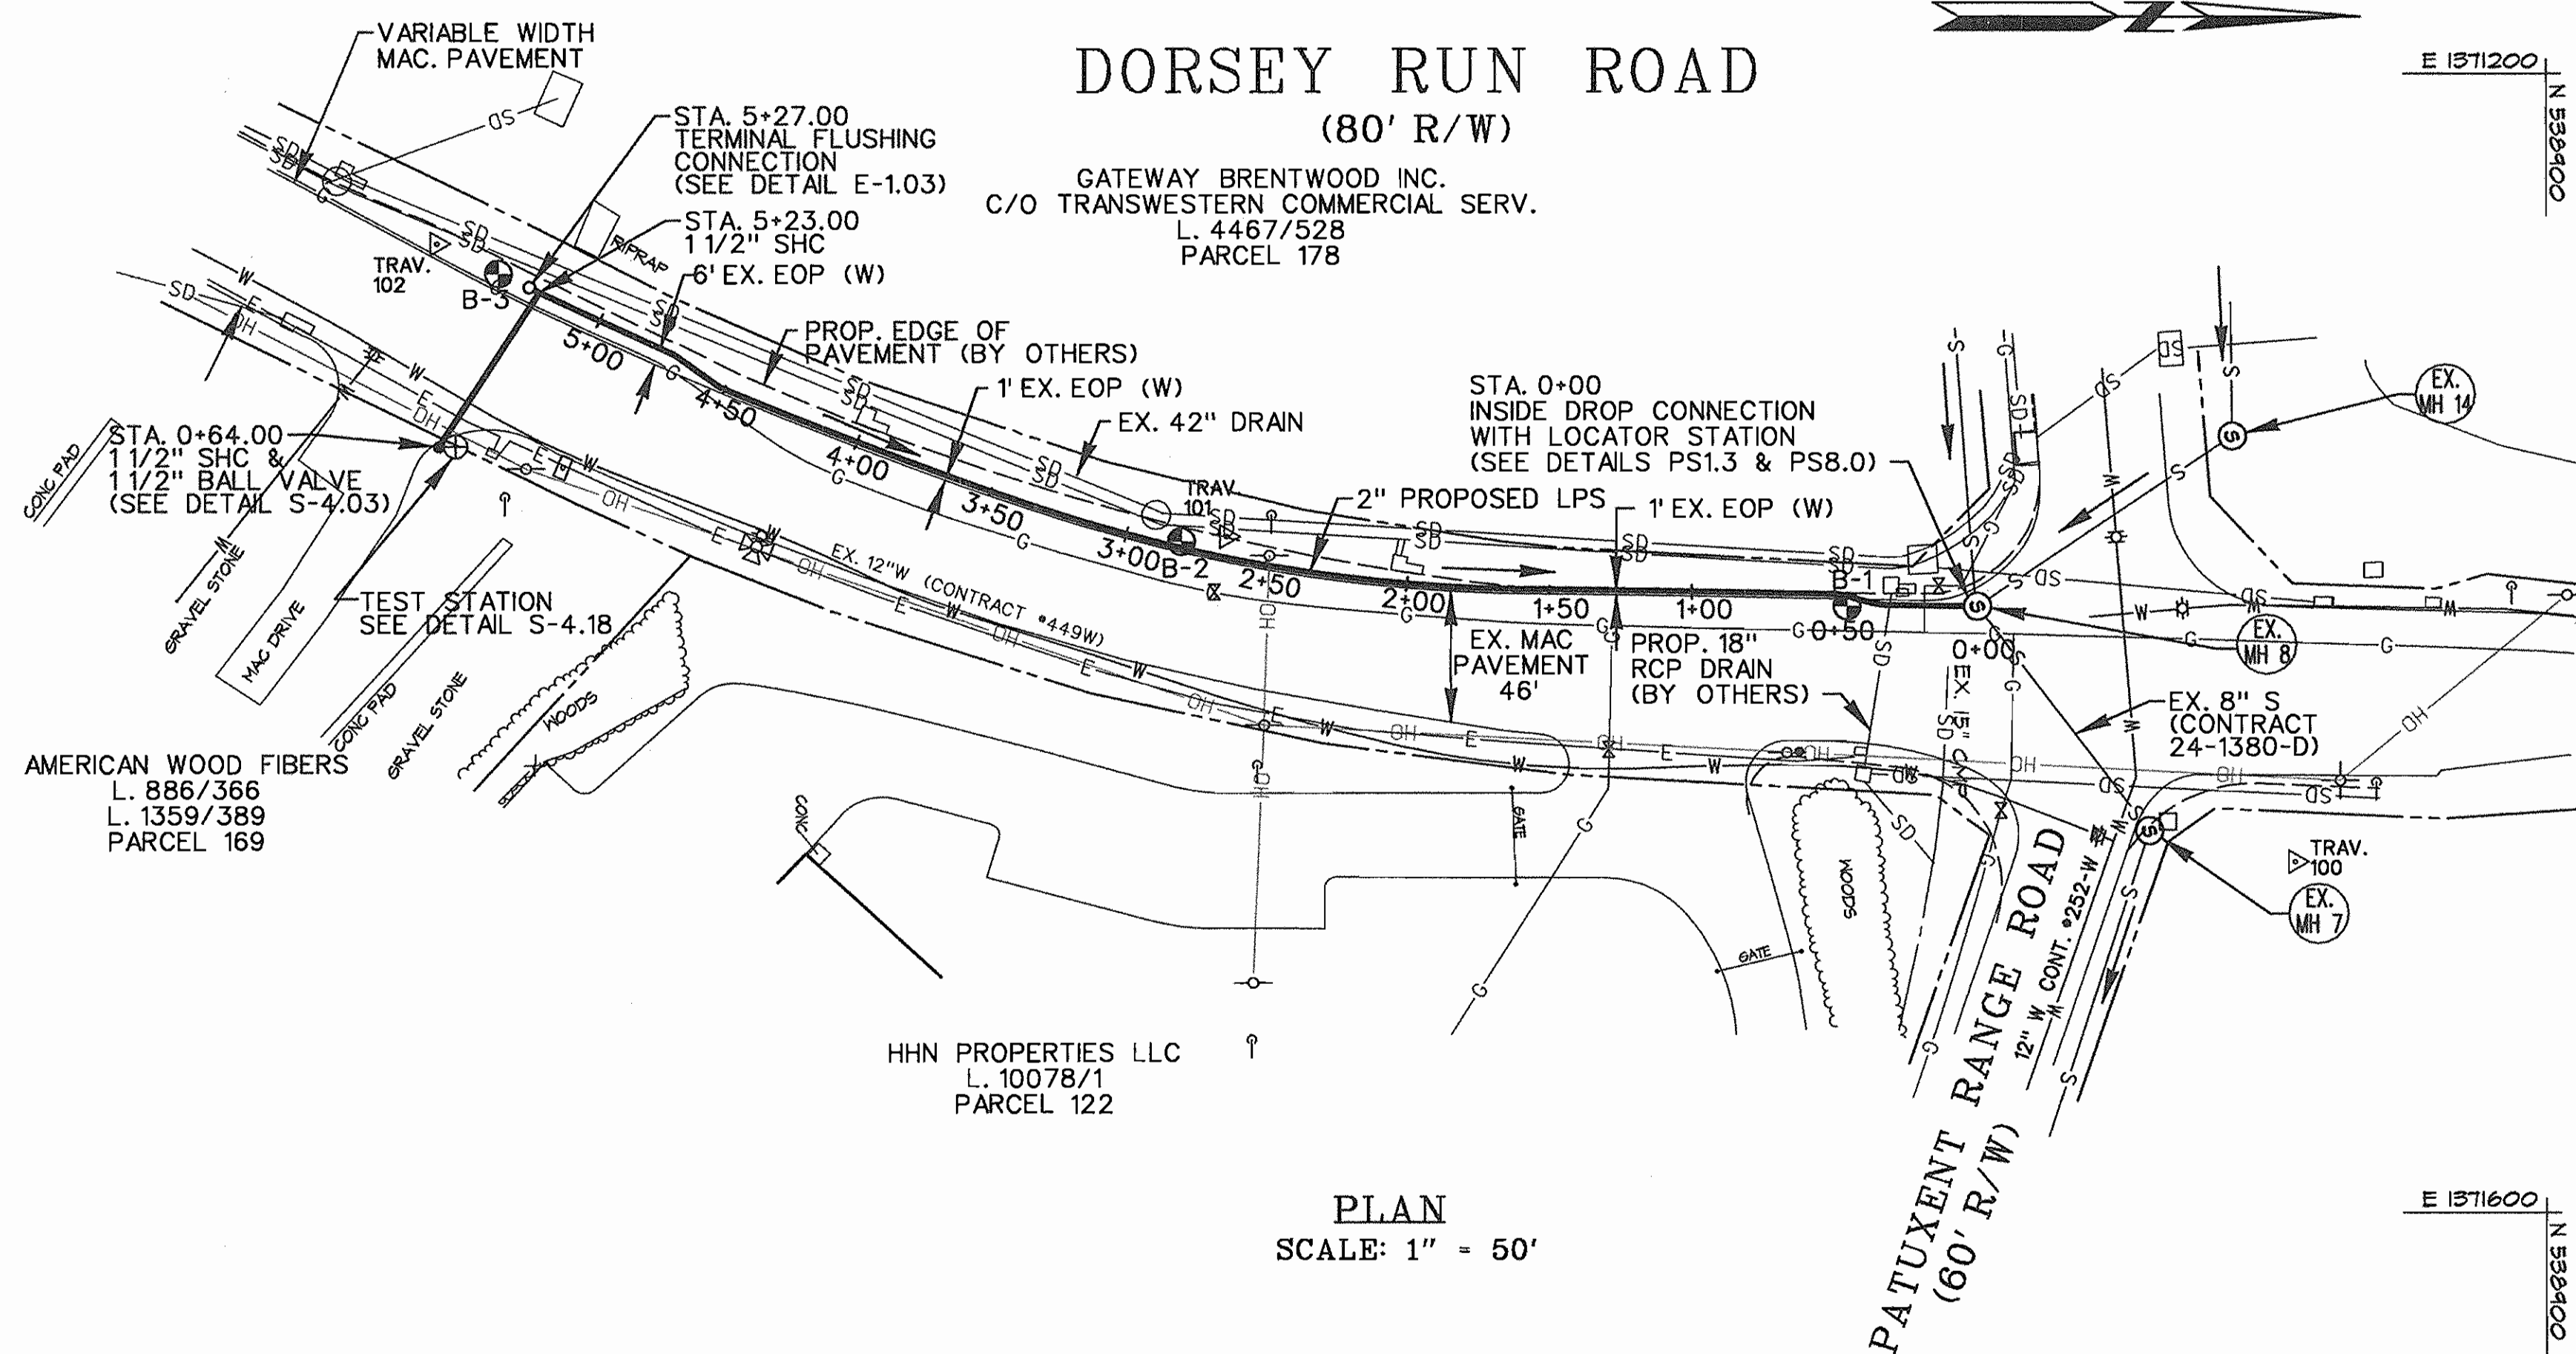 DORSEY RUN ROAD
(80' R/W)
GATEWAY BRENTWOOD INC.
C/O TRANSWESTERN COMMERCIAL SERV.
L. 4467/528
PARCEL 178
E 1371200
N 538900
VARIABLE WIDTH
MAC. PAVEMENT
STA. 5+27.00
TERMINAL FLUSHING
CONNECTION
(SEE DETAIL E-1.03)
STA. 5+23.00
1 1/2" SHC
6' EX. EOP (W)
RIPRAP
TRAV.
102
B-3
PROP. EDGE OF
PAVEMENT (BY OTHERS)
1' EX. EOP (W)
EX. 42" DRAIN
STA. 0+00
INSIDE DROP CONNECTION
WITH LOCATOR STATION
(SEE DETAILS PS1.3 & PS8.0)
2" PROPOSED LPS
1' EX. EOP (W)
TRAV.
101
EX.
MH 14
5+00
4+50
4+00
3+50
3+00
B-2
2+50
2+00
1+50
1+00
B-1
0+50
0+00
STA. 0+64.00
1 1/2" SHC &
1 1/2" BALL VALVE
(SEE DETAIL S-4.03)
CONC PAD
GRAVEL STONE
MAC DRIVE
TEST STATION
SEE DETAIL S-4.18
CONC PAD
GRAVEL STONE
WOODS
EX. 12"W (CONTRACT #449W)
EX. MAC
PAVEMENT
46'
PROP. 18"
RCP DRAIN
(BY OTHERS)
EX. 15" CMP
EX.
MH 8
EX. 8" S
(CONTRACT
24-1380-D)
AMERICAN WOOD FIBERS
L. 886/366
L. 1359/389
PARCEL 169
CONC
GATE
GATE
WOODS
TRAV.
100
EX.
MH 7
HHN PROPERTIES LLC
L. 10078/1
PARCEL 122
PATUXENT RANGE ROAD
(60' R/W)
12" W CONT. #252-W
PLAN
SCALE: 1" = 50'
E 1371600
N 538900